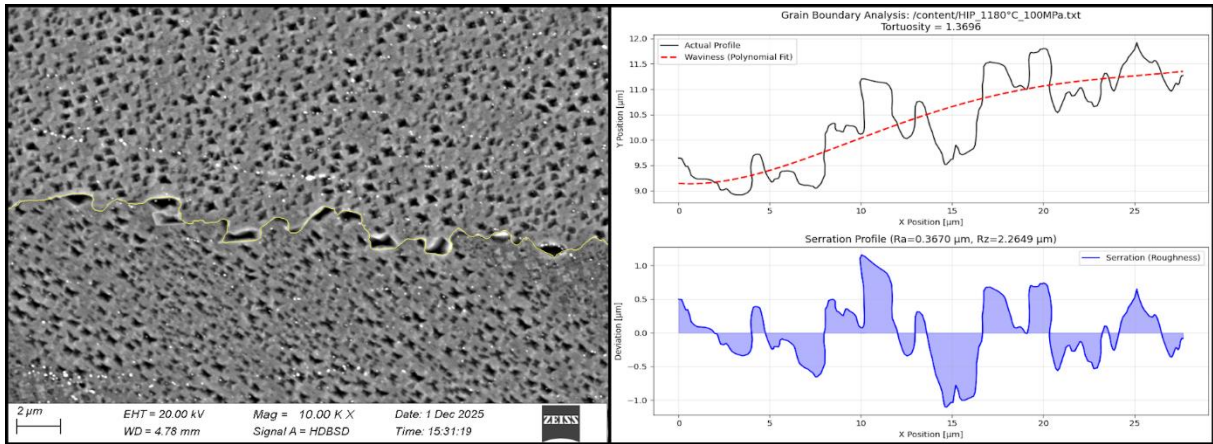 2 µm
EHT = 20.00 kV
Mag = 10.00 K X
Date: 1 Dec 2025
WD = 4.78 mm
Signal A = HDBSD
Time: 15:31:19
ZEISS
Grain Boundary Analysis: /content/HIP_1180°C_100MPa.txt
Tortuosity = 1.3696
Actual Profile
Waviness (Polynomial Fit)
12.0
11.5
11.0
10.5
10.0
9.5
9.0
Y Position [µm]
0 5 10 15 20 25
X Position [µm]
Serration Profile (Ra=0.3670 µm, Rz=2.2649 µm)
Serration (Roughness)
1.0
0.5
0.0
−0.5
−1.0
Deviation [µm]
0 5 10 15 20 25
X Position [µm]